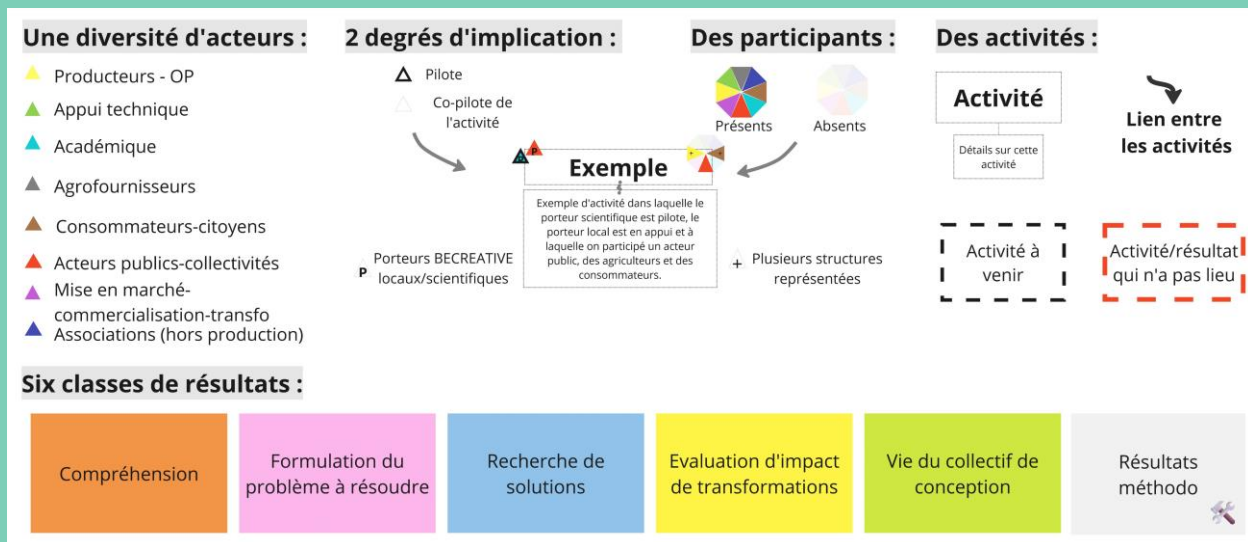 Une diversité d'acteurs :
Producteurs - OP
Appui technique
Académique
Agrofournisseurs
Consommateurs-citoyens
Acteurs publics-collectivités
Mise en marché-
commercialisation-transfo
Associations (hors production)
2 degrés d'implication :
Pilote
Co-pilote de
l'activité
P
Porteurs BECREATIVE
locaux/scientifiques
P
Exemple
Exemple d'activité dans laquelle le
porteur scientifique est pilote, le
porteur local est en appui et à
laquelle on participé un acteur
public, des agriculteurs et des
consommateurs.
Des participants :
Présents
Absents
+
Plusieurs structures
représentées
Des activités :
Activité
Détails sur cette
activité
Lien entre
les activités
Activité à
venir
Activité/résultat
qui n'a pas lieu
Six classes de résultats :
Compréhension
Formulation du
problème à résoudre
Recherche de
solutions
Evaluation d'impact
de transformations
Vie du collectif de
conception
Résultats
méthodo